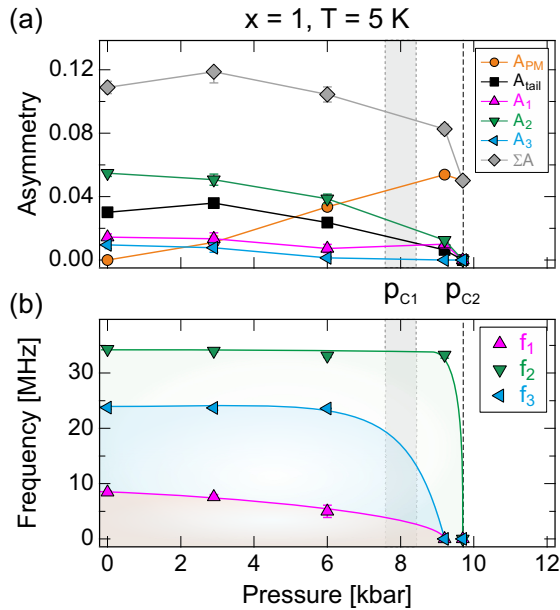 x = 1, T = 5 K
(a)
Asymmetry
0.12
0.08
0.04
0.00
A_PM
A_tail
A_1
A_2
A_3
ΣA
p_C1 p_C2
(b)
Frequency [MHz]
30
20
10
0
f_1
f_2
f_3
0 2 4 6 8 10 12
Pressure [kbar]